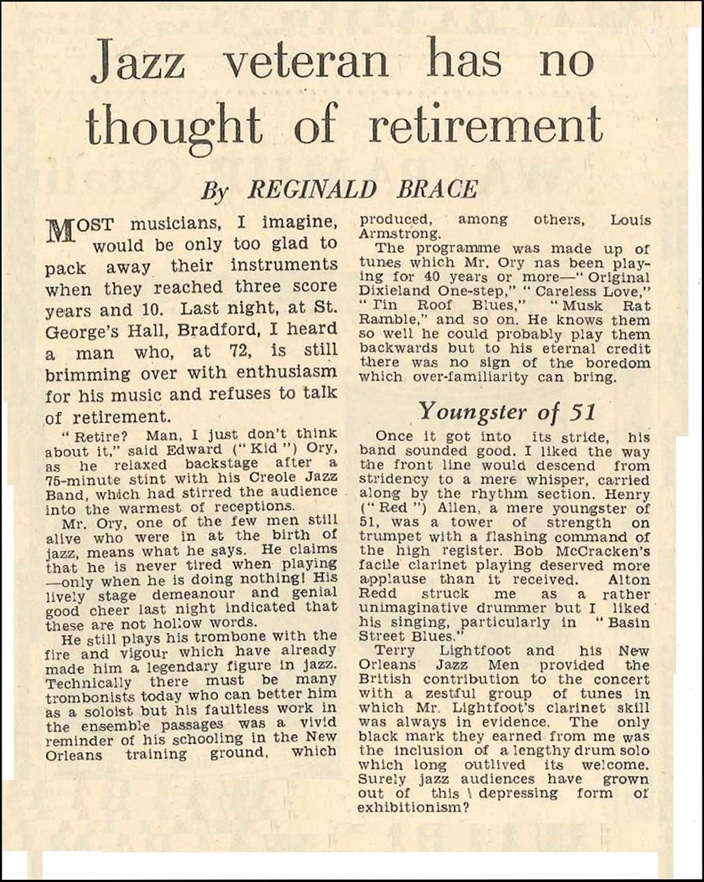 Jazz veteran has no
thought of retirement
By REGINALD BRACE
MOST musicians, I imagine,
would be only too glad to
pack away their instruments
when they reached three score
years and 10. Last night, at St.
George's Hall, Bradford, I heard
a man who, at 72, is still
brimming over with enthusiasm
for his music and refuses to talk
of retirement.
"Retire? Man, I just don't think
about it," said Edward ("Kid") Ory,
as he relaxed backstage after a
75-minute stint with his Creole Jazz
Band, which had stirred the audience
into the warmest of receptions.
Mr. Ory, one of the few men still
alive who were in at the birth of
jazz, means what he says. He claims
that he is never tired when playing
—only when he is doing nothing! His
lively stage demeanour and genial
good cheer last night indicated that
these are not hollow words.
He still plays his trombone with the
fire and vigour which have already
made him a legendary figure in jazz.
Technically there must be many
trombonists today who can better him
as a soloist but his faultless work in
the ensemble passages was a vivid
reminder of his schooling in the New
Orleans training ground, which
produced, among others, Louis
Armstrong.
The programme was made up of
tunes which Mr. Ory nas been play-
ing for 40 years or more—"Original
Dixieland One-step," "Careless Love,"
"Tin Roof Blues," "Musk Rat
Ramble," and so on. He knows them
so well he could probably play them
backwards but to his eternal credit
there was no sign of the boredom
which over-familiarity can bring.
Youngster of 51
Once it got into its stride, his
band sounded good. I liked the way
the front line would descend from
stridency to a mere whisper, carried
along by the rhythm section. Henry
("Red") Allen, a mere youngster of
51, was a tower of strength on
trumpet with a flashing command of
the high register. Bob McCracken's
facile clarinet playing deserved more
applause than it received. Alton
Redd struck me as a rather
unimaginative drummer but I liked
his singing, particularly in "Basin
Street Blues."
Terry Lightfoot and his New
Orleans Jazz Men provided the
British contribution to the concert
with a zestful group of tunes in
which Mr. Lightfoot's clarinet skill
was always in evidence. The only
black mark they earned from me was
the inclusion of a lengthy drum solo
which long outlived its welcome.
Surely jazz audiences have grown
out of this depressing form of
exhibitionism?